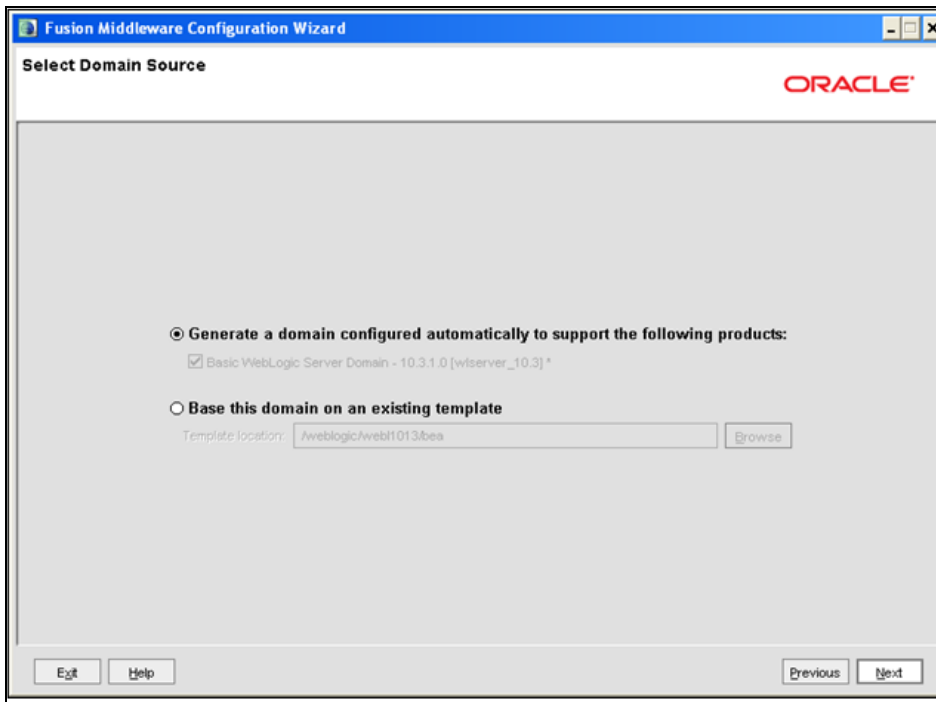 Fusion Middleware Configuration Wizard
Select Domain Source
ORACLE
Generate a domain configured automatically to support the following products:
Basic WebLogic Server Domain - 10.3.1.0 [wlserver_10.3] *
Base this domain on an existing template
Template location: /weblogic/webl1013/bea Browse
Exit Help Previous Next